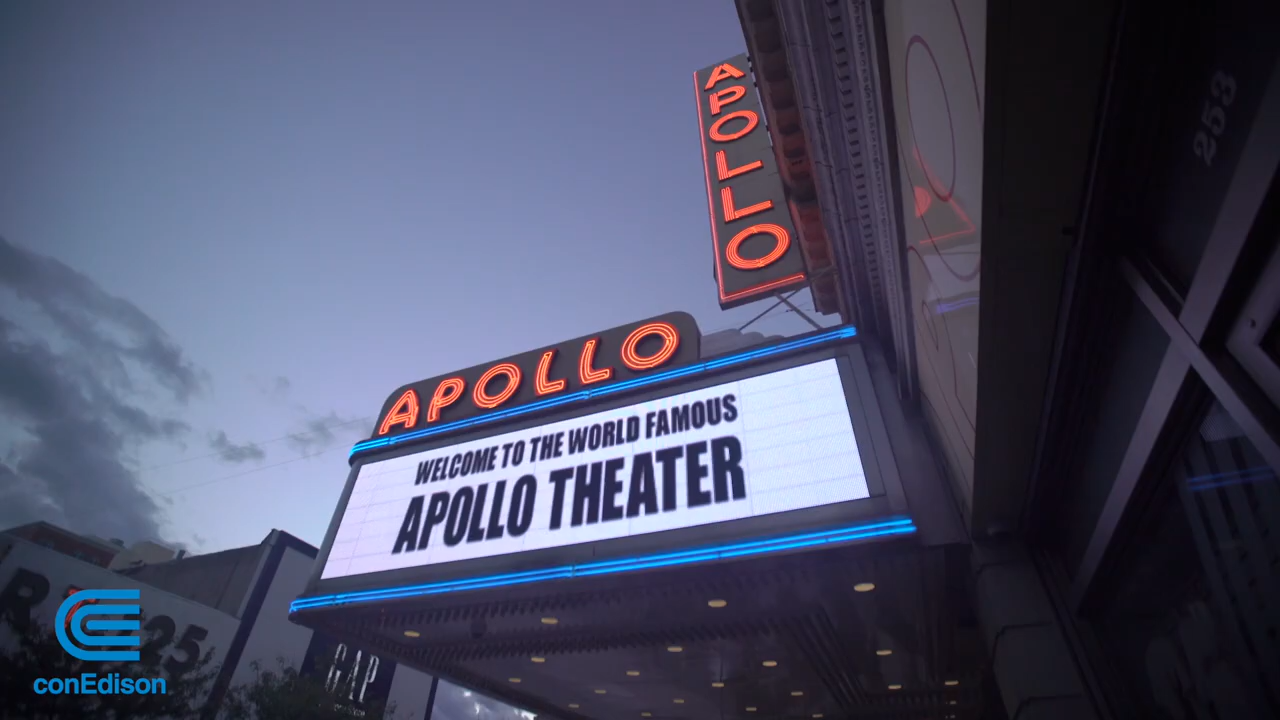 APOLLO
253
APOLLO
WELCOME TO THE WORLD FAMOUS
APOLLO THEATER
GAP
conEdison